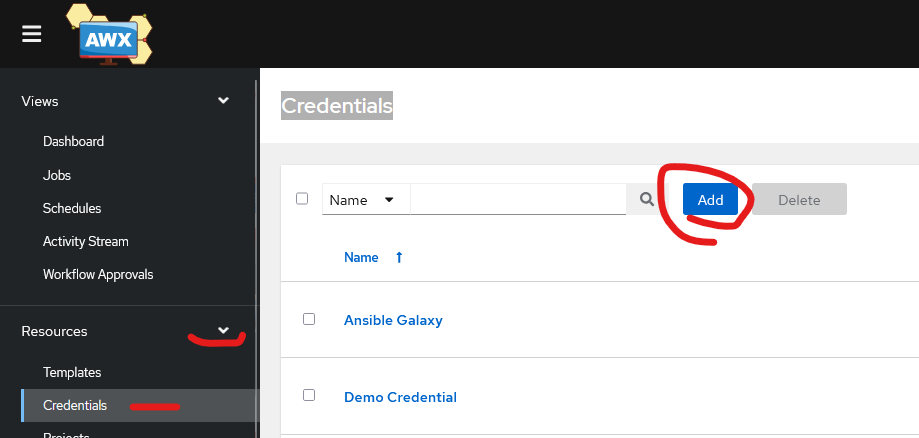 AWX
Views
Dashboard
Jobs
Schedules
Activity Stream
Workflow Approvals
Resources
Templates
Credentials
Projects
Credentials
Name
Add
Delete
Name
Ansible Galaxy
Demo Credential